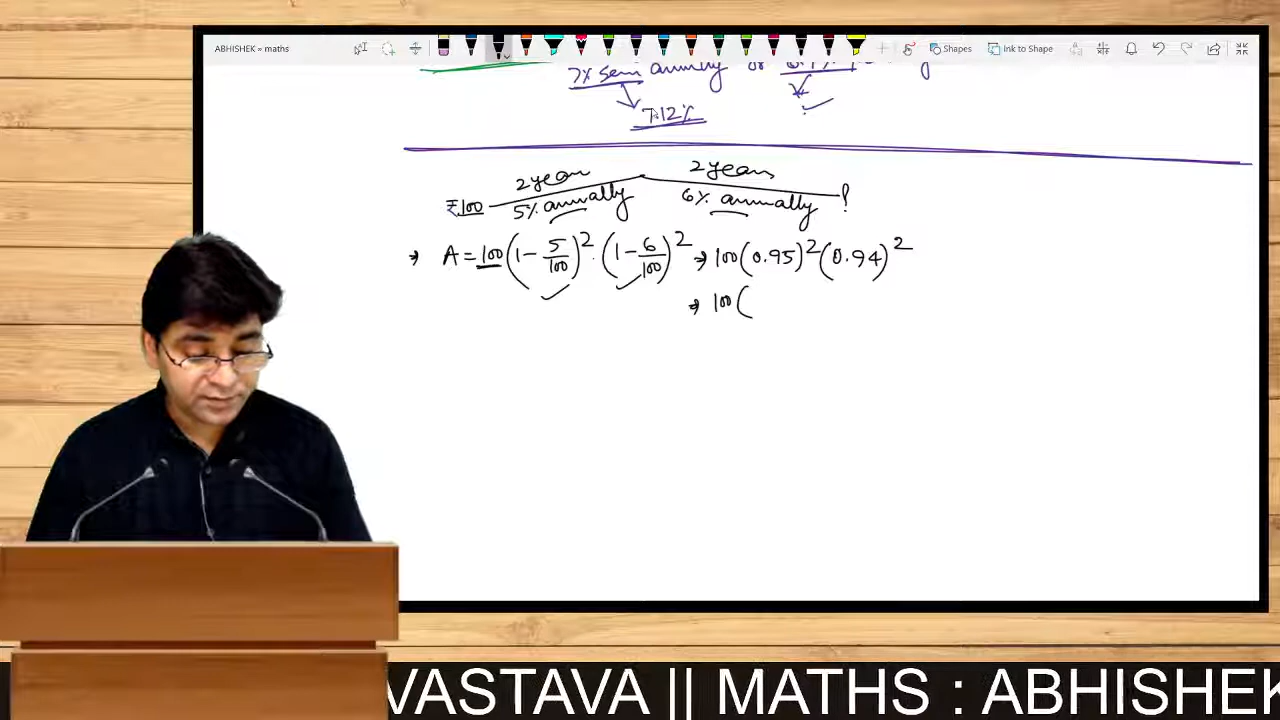 ABHISHEK » maths
Shapes
Ink to Shape
7% semi annually or
7.12%
2 years 2 years
₹100 5% annually 6% annually ?
→ A = 100 (1 - 5/100)² · (1 - 6/100)² → 100 (0.95)² (0.94)²
→ 100 (
VASTAVA || MATHS : ABHISHEK